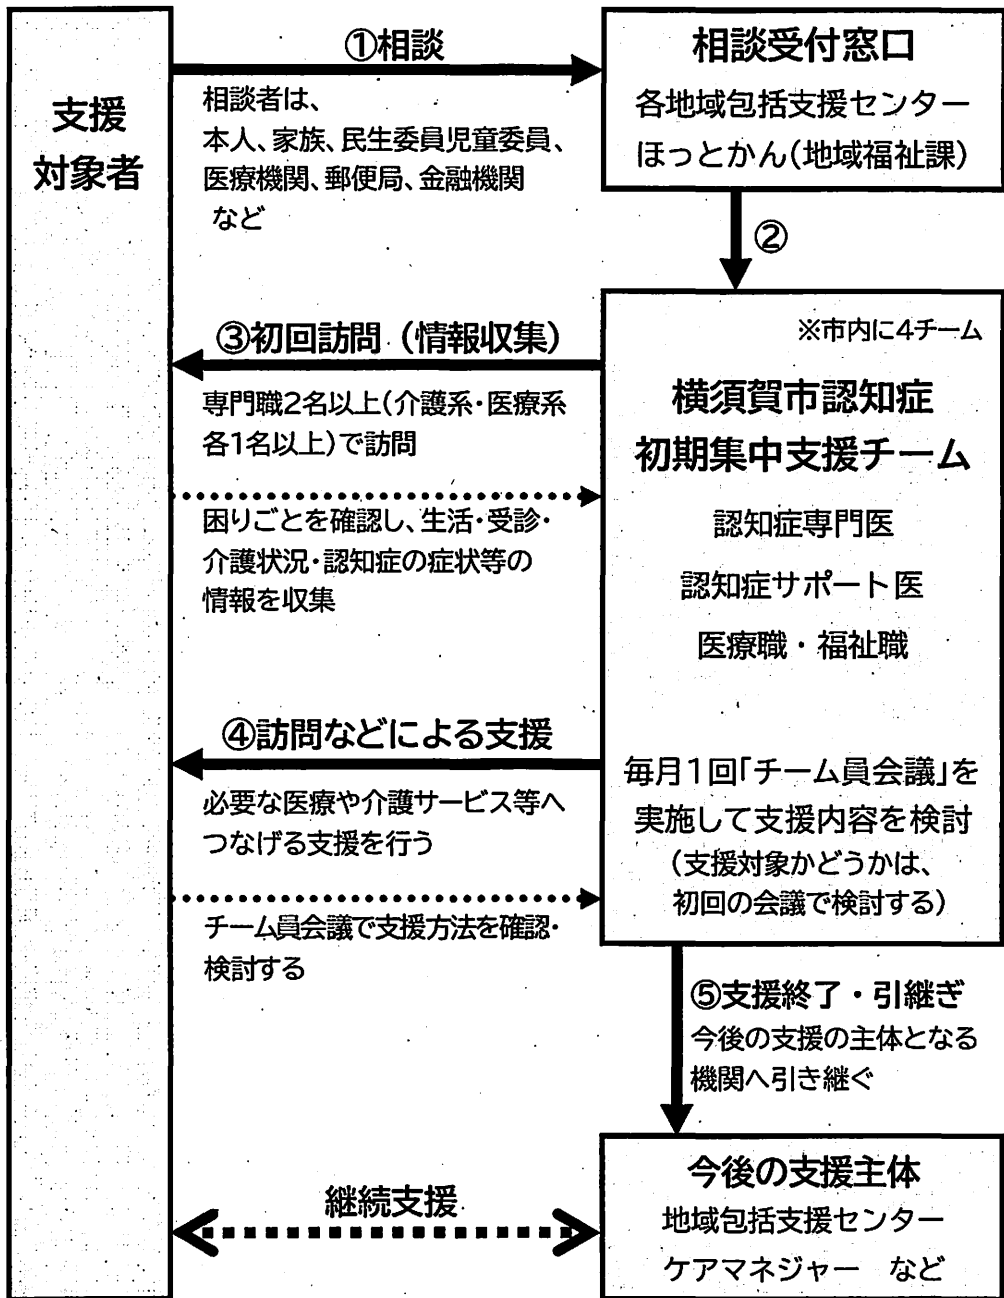 支援
対象者
①相談
相談者は、
本人、家族、民生委員児童委員、
医療機関、郵便局、金融機関
など
相談受付窓口
各地域包括支援センター
ほっとかん(地域福祉課)
②
③初回訪問（情報収集）
専門職2名以上(介護系・医療系
各1名以上)で訪問
困りごとを確認し、生活・受診・
介護状況・認知症の症状等の
情報を収集
※市内に4チーム
横須賀市認知症
初期集中支援チーム
認知症専門医
認知症サポート医
医療職・福祉職
毎月1回「チーム員会議」を
実施して支援内容を検討
(支援対象かどうかは、
初回の会議で検討する)
④訪問などによる支援
必要な医療や介護サービス等へ
つなげる支援を行う
チーム員会議で支援方法を確認・
検討する
⑤支援終了・引継ぎ
今後の支援の主体となる
機関へ引き継ぐ
継続支援
今後の支援主体
地域包括支援センター
ケアマネジャー　など